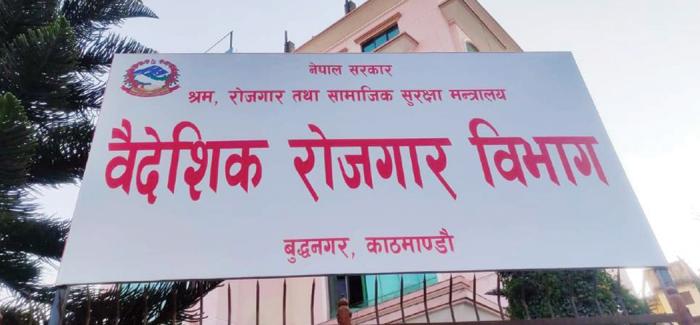 नेपाल सरकार
श्रम, रोजगार तथा सामाजिक सुरक्षा मन्त्रालय
वैदेशिक रोजगार विभाग
बुद्धनगर, काठमाण्डौ